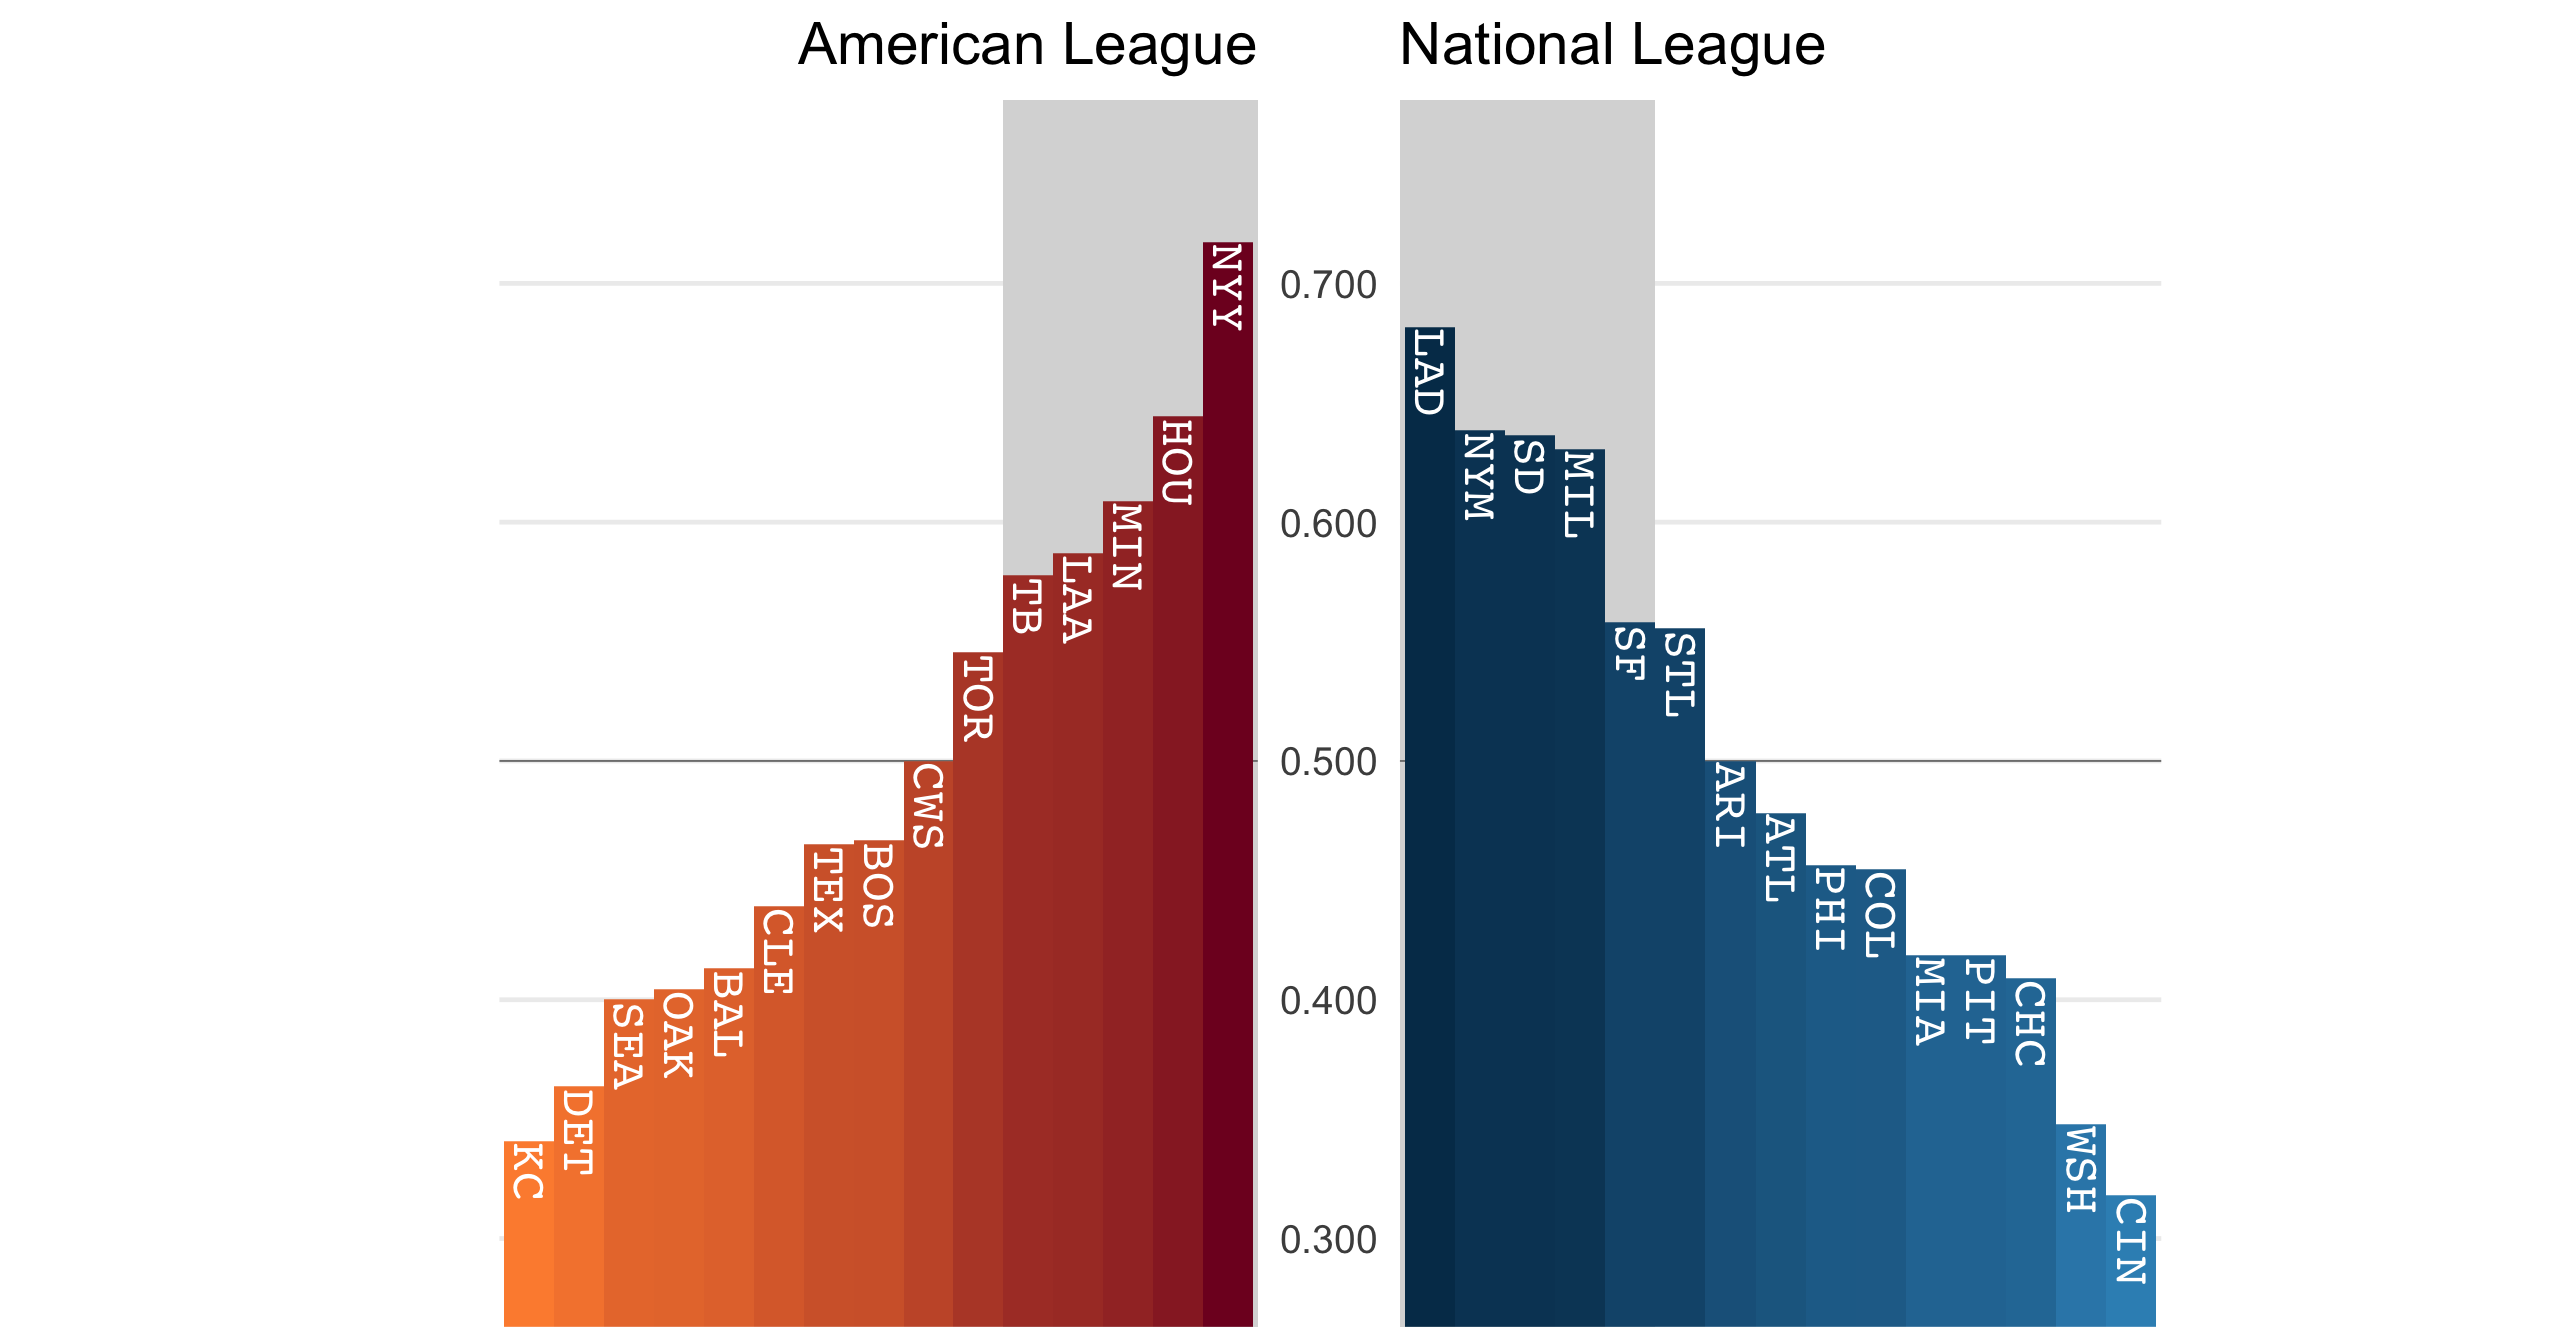 American League
National League
NYY
HOU
MIN
LAA
TB
TOR
CWS
BOS
TEX
CLE
BAL
OAK
SEA
DET
KC
0.700
0.600
0.500
0.400
0.300
LAD
NYM
SD
MIL
SF
STL
ARI
ATL
PHI
COL
MIA
PIT
CHC
WSH
CIN